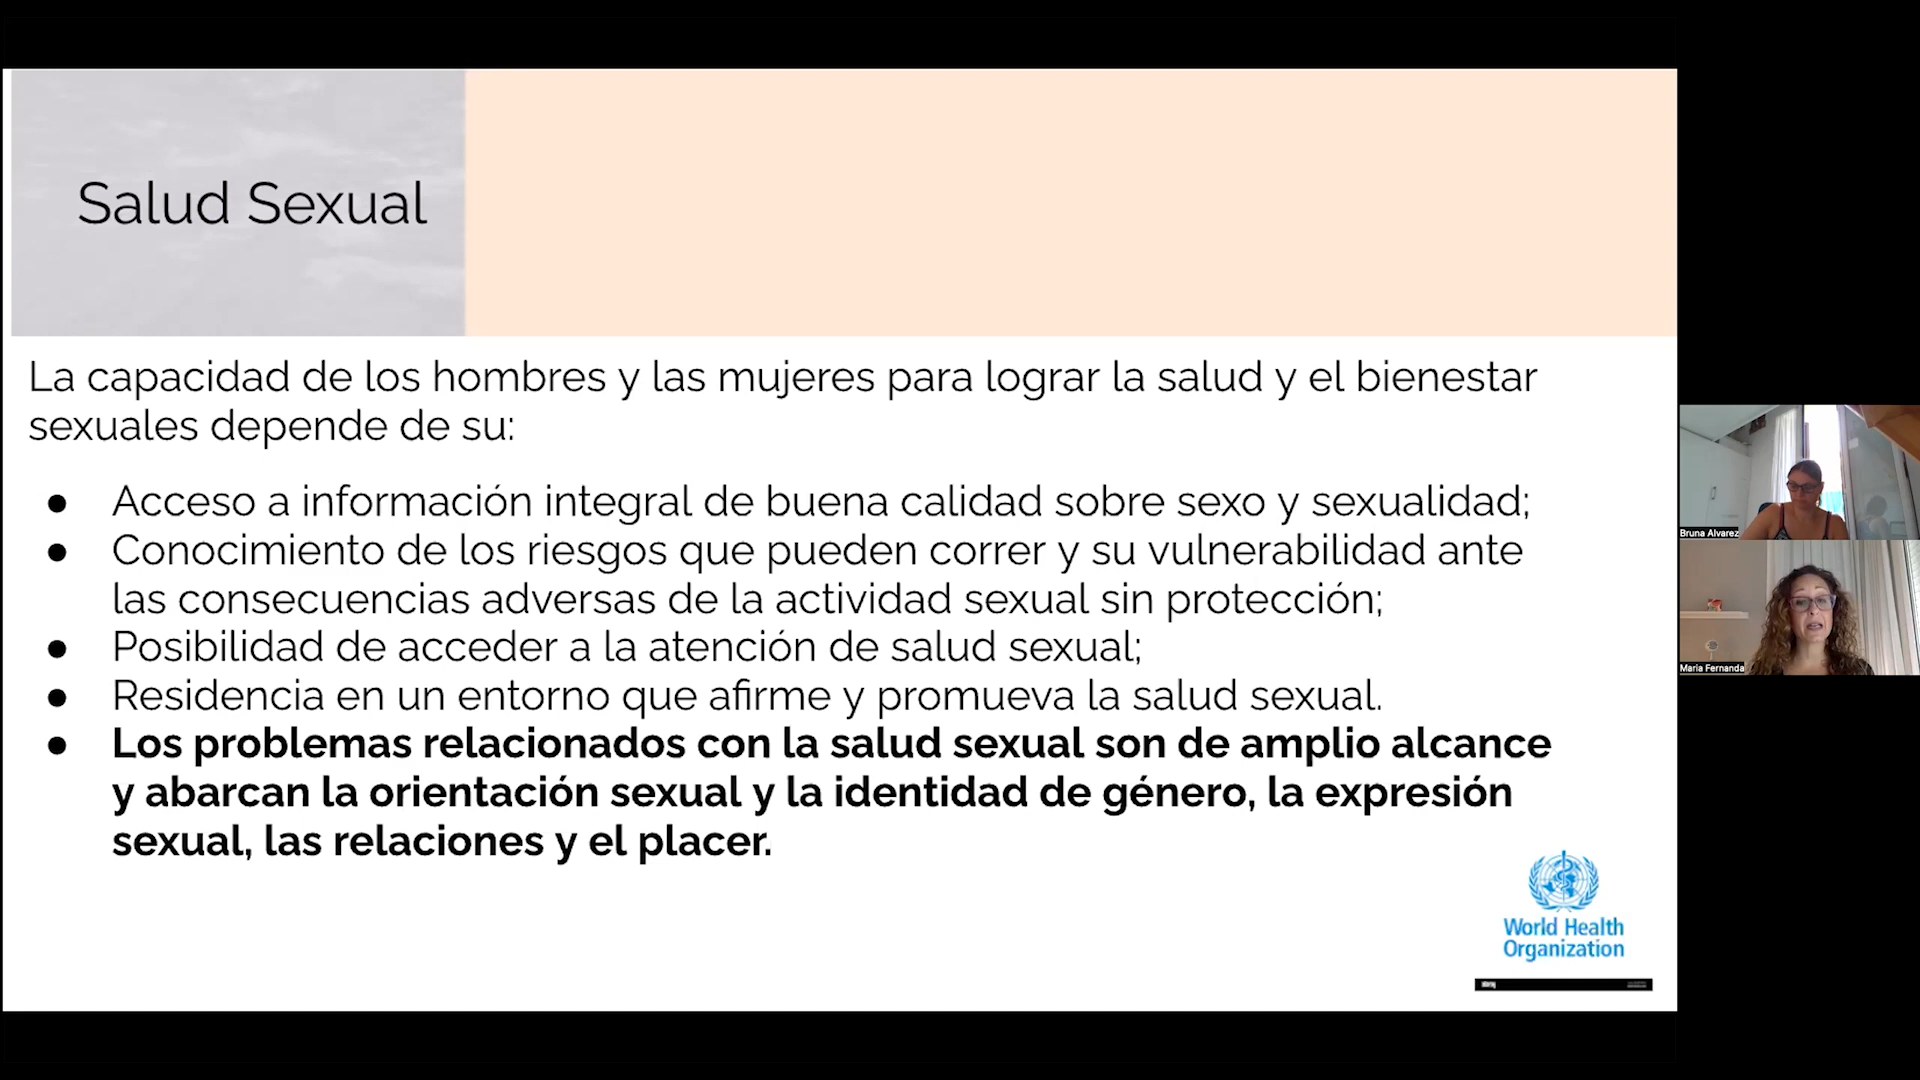 Salud Sexual
La capacidad de los hombres y las mujeres para lograr la salud y el bienestar
sexuales depende de su:
● Acceso a información integral de buena calidad sobre sexo y sexualidad;
● Conocimiento de los riesgos que pueden correr y su vulnerabilidad ante
las consecuencias adversas de la actividad sexual sin protección;
● Posibilidad de acceder a la atención de salud sexual;
● Residencia en un entorno que afirme y promueva la salud sexual.
● Los problemas relacionados con la salud sexual son de amplio alcance
y abarcan la orientación sexual y la identidad de género, la expresión
sexual, las relaciones y el placer.
World Health
Organization
Bruna Alvarez
Maria Fernanda